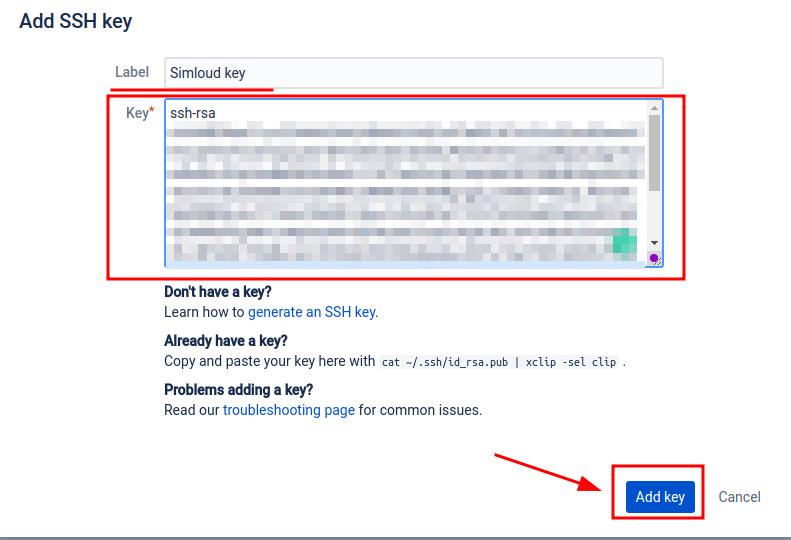 Add SSH key
Label Simloud key
Key* ssh-rsa
Don't have a key?
Learn how to generate an SSH key.
Already have a key?
Copy and paste your key here with cat ~/.ssh/id_rsa.pub | xclip -sel clip .
Problems adding a key?
Read our troubleshooting page for common issues.
Add key Cancel